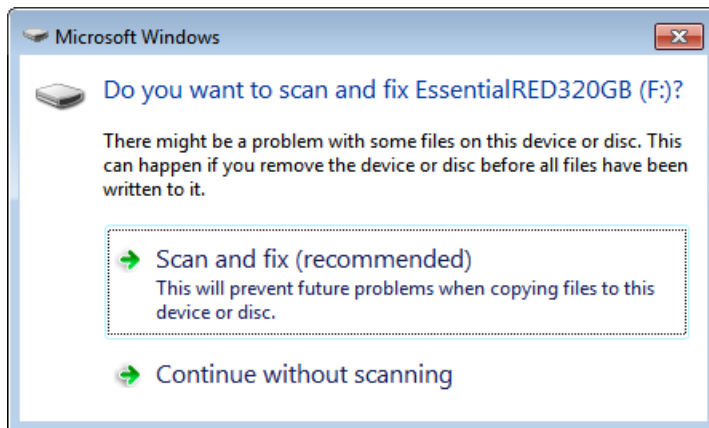 Microsoft Windows
Do you want to scan and fix EssentialRED320GB (F:)?
There might be a problem with some files on this device or disc. This
can happen if you remove the device or disc before all files have been
written to it.
Scan and fix (recommended)
This will prevent future problems when copying files to this
device or disc.
Continue without scanning